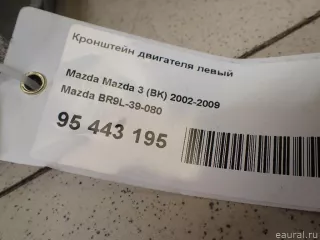 Кронштейн двигателя левый
Mazda Mazda 3 (BK) 2002-2009
Mazda BR9L-39-080
95 443 195
eaural.ru